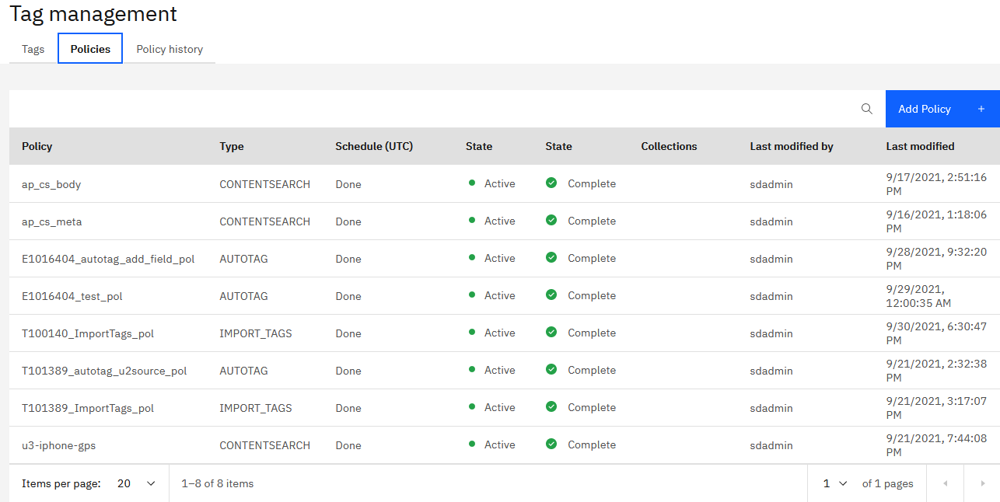 Tag management
Tags Policies Policy history
Add Policy +
Policy Type Schedule (UTC) State State Collections Last modified by Last modified
ap_cs_body CONTENTSEARCH Done Active Complete sdadmin 9/17/2021, 2:51:16 PM
ap_cs_meta CONTENTSEARCH Done Active Complete sdadmin 9/16/2021, 1:18:06 PM
E1016404_autotag_add_field_pol AUTOTAG Done Active Complete sdadmin 9/28/2021, 9:32:20 PM
E1016404_test_pol AUTOTAG Done Active Complete sdadmin 9/29/2021, 12:00:35 AM
T100140_ImportTags_pol IMPORT_TAGS Done Active Complete sdadmin 9/30/2021, 6:30:47 PM
T101389_autotag_u2source_pol AUTOTAG Done Active Complete sdadmin 9/21/2021, 2:32:38 PM
T101389_ImportTags_pol IMPORT_TAGS Done Active Complete sdadmin 9/21/2021, 3:17:07 PM
u3-iphone-gps CONTENTSEARCH Done Active Complete sdadmin 9/21/2021, 7:44:08 PM
Items per page: 20 1–8 of 8 items 1 of 1 pages